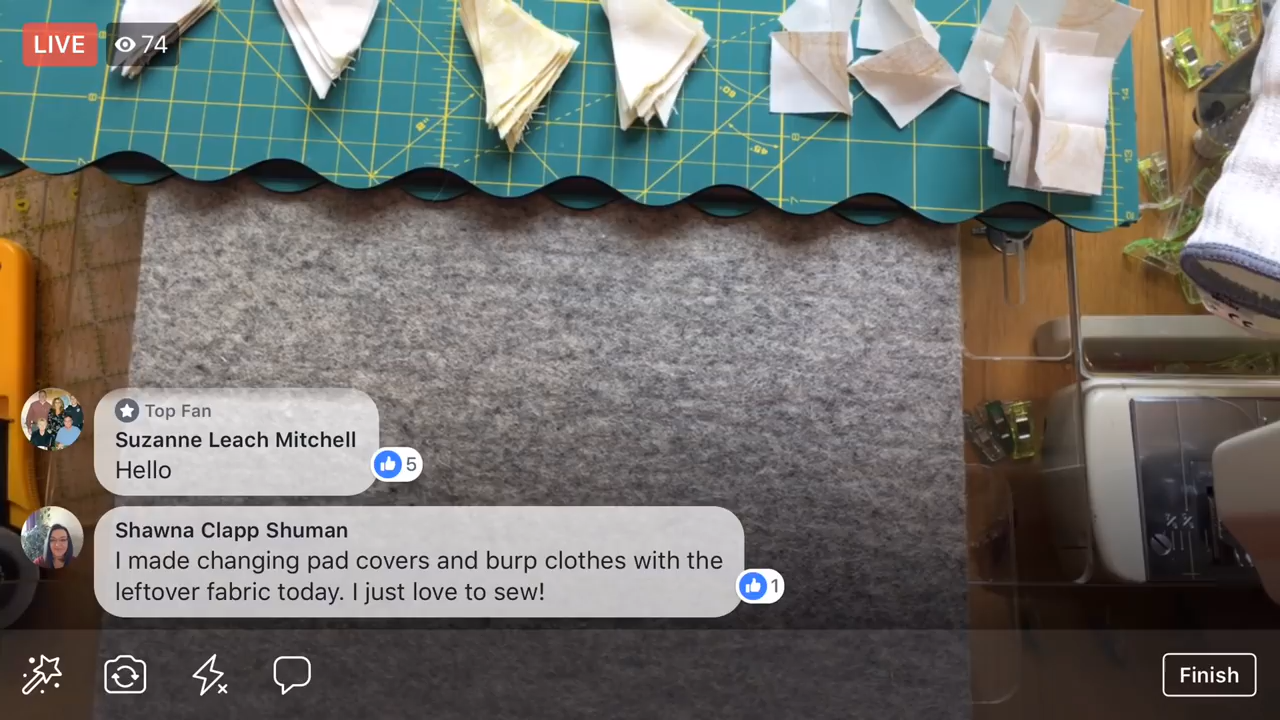 LIVE 74
Top Fan
Suzanne Leach Mitchell
Hello
5
Shawna Clapp Shuman
I made changing pad covers and burp clothes with the
leftover fabric today. I just love to sew!
1
Finish